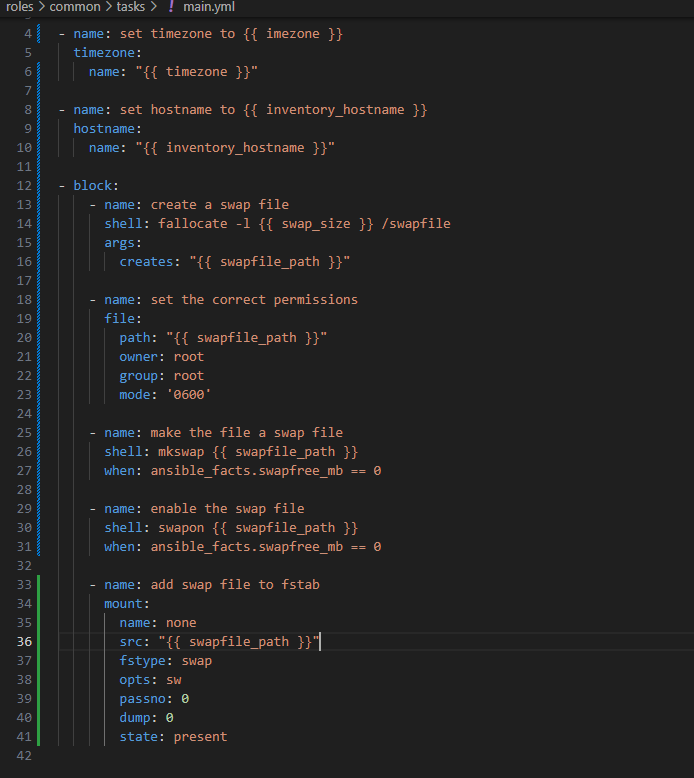 roles > common > tasks > ! main.yml
4 - name: set timezone to {{ imezone }}
5 timezone:
6 name: "{{ timezone }}"
7
8 - name: set hostname to {{ inventory_hostname }}
9 hostname:
10 name: "{{ inventory_hostname }}"
11
12 - block:
13 - name: create a swap file
14 shell: fallocate -l {{ swap_size }} /swapfile
15 args:
16 creates: "{{ swapfile_path }}"
17
18 - name: set the correct permissions
19 file:
20 path: "{{ swapfile_path }}"
21 owner: root
22 group: root
23 mode: '0600'
24
25 - name: make the file a swap file
26 shell: mkswap {{ swapfile_path }}
27 when: ansible_facts.swapfree_mb == 0
28
29 - name: enable the swap file
30 shell: swapon {{ swapfile_path }}
31 when: ansible_facts.swapfree_mb == 0
32
33 - name: add swap file to fstab
34 mount:
35 name: none
36 src: "{{ swapfile_path }}"
37 fstype: swap
38 opts: sw
39 passno: 0
40 dump: 0
41 state: present
42